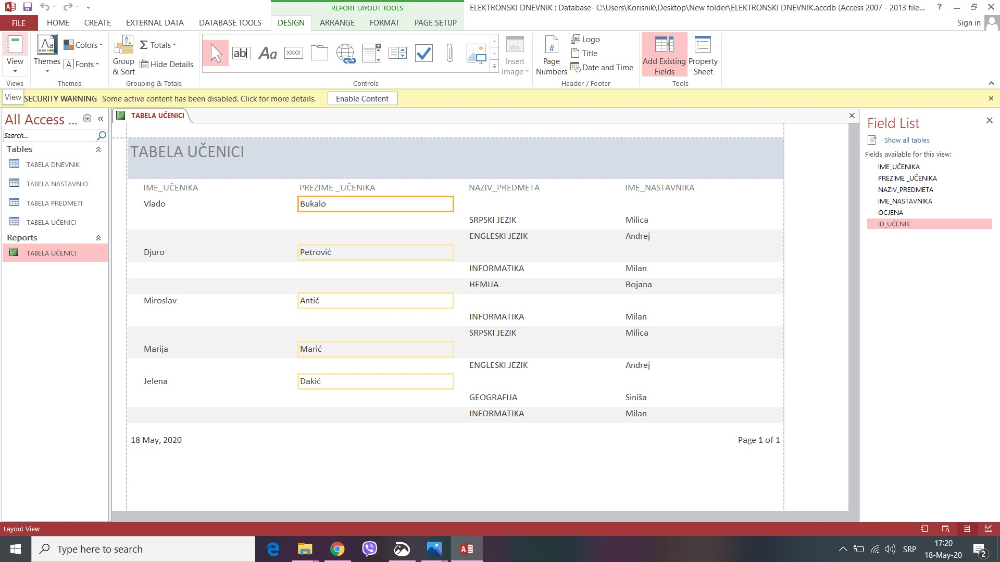 REPORT LAYOUT TOOLS
ELEKTRONSKI DNEVNIK : Database- C:\Users\Korisnik\Desktop\New folder\ELEKTRONSKI DNEVNIK.accdb (Access 2007 - 2013 file...
FILE HOME CREATE EXTERNAL DATA DATABASE TOOLS DESIGN ARRANGE FORMAT PAGE SETUP Sign in
View
Themes
Colors
Fonts
Group & Sort
Totals
Hide Details
ab|
Aa
XXXX
Insert Image
Page Numbers
Logo
Title
Date and Time
Add Existing Fields
Property Sheet
Views Themes Grouping & Totals Controls Header / Footer Tools
View
SECURITY WARNING Some active content has been disabled. Click for more details. Enable Content
All Access ...
Search...
Tables
TABELA DNEVNIK
TABELA NASTAVNICI
TABELA PREDMETI
TABELA UČENICI
Reports
TABELA UČENICI
TABELA UČENICI
TABELA UČENICI
IME_UČENIKA PREZIME _UČENIKA NAZIV_PREDMETA IME_NASTAVNIKA
Vlado Bukalo
SRPSKI JEZIK Milica
ENGLESKI JEZIK Andrej
Djuro Petrović
INFORMATIKA Milan
HEMIJA Bojana
Miroslav Antić
INFORMATIKA Milan
SRPSKI JEZIK Milica
Marija Marić
ENGLESKI JEZIK Andrej
Jelena Dakić
GEOGRAFIJA Siniša
INFORMATIKA Milan
18 May, 2020 Page 1 of 1
Field List
Show all tables
Fields available for this view:
IME_UČENIKA
PREZIME _UČENIKA
NAZIV_PREDMETA
IME_NASTAVNIKA
OCJENA
ID_UČENIK
Layout View
Type here to search
SRP
17:20
18-May-20
2